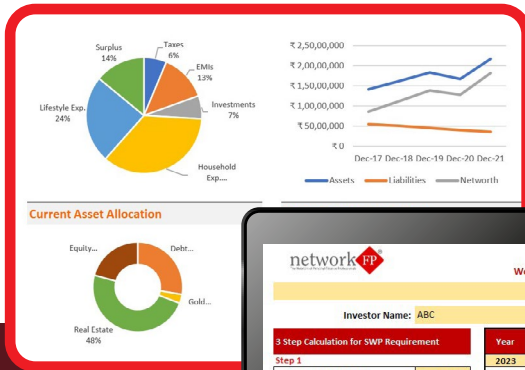 Surplus
14%
Taxes
6%
EMIs
13%
Investments
7%
Household
Exp....
Lifestyle Exp.
24%
₹ 2,50,00,000
₹ 2,00,00,000
₹ 1,50,00,000
₹ 1,00,00,000
₹ 50,00,000
₹ 0
Dec-17 Dec-18 Dec-19 Dec-20 Dec-21
Assets Liabilities Networth
Current Asset Allocation
Equity...
Debt...
Gold...
Real Estate
48%
network FP
Investor Name: ABC
3 Step Calculation for SWP Requirement
Year
Step 1
2023